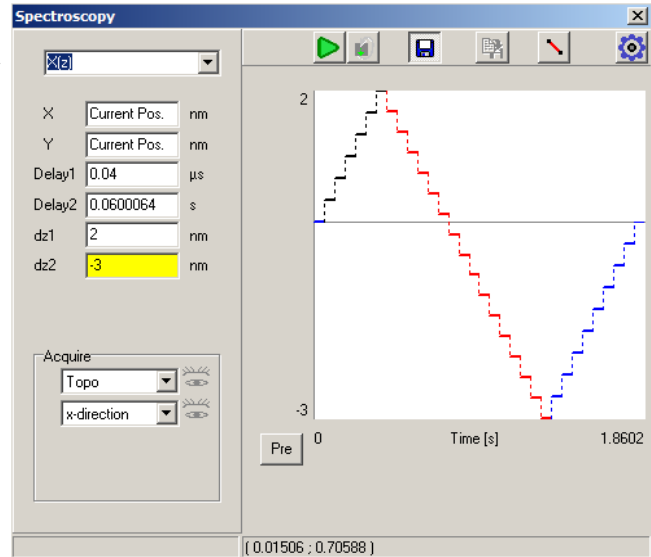 Spectroscopy
X(z)
X Current Pos. nm
Y Current Pos. nm
Delay1 0.04 µs
Delay2 0.0600064 s
dz1 2 nm
dz2 -3 nm
Acquire
Topo
x-direction
2
-3
Pre
0 Time [s] 1.8602
( 0.01506 ; 0.70588 )